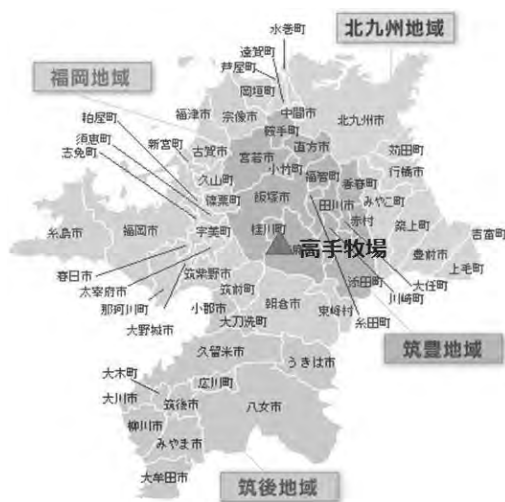 水巻町
北九州地域
遠賀町
芦屋町
福岡地域
岡垣町
福津市
宗像市
中間市
北九州市
粕屋町
鞍手町
須恵町
新宮町
古賀市
宮若市
直方市
苅田町
志免町
小竹町
福智町
香春町
行橋市
久山町
篠栗町
飯塚市
田川市
みやこ町
糸島市
福岡市
宇美町
桂川町
赤村
築上町
吉富町
高手牧場
豊前市
春日市
筑紫野市
上毛町
太宰府市
筑前町
朝倉市
添田町
大任町
那珂川町
小郡市
川崎町
大野城市
大刀洗町
東峰村
糸田町
筑豊地域
久留米市
うきは市
大木町
広川町
大川市
筑後市
八女市
柳川市
みやま市
大牟田市
筑後地域